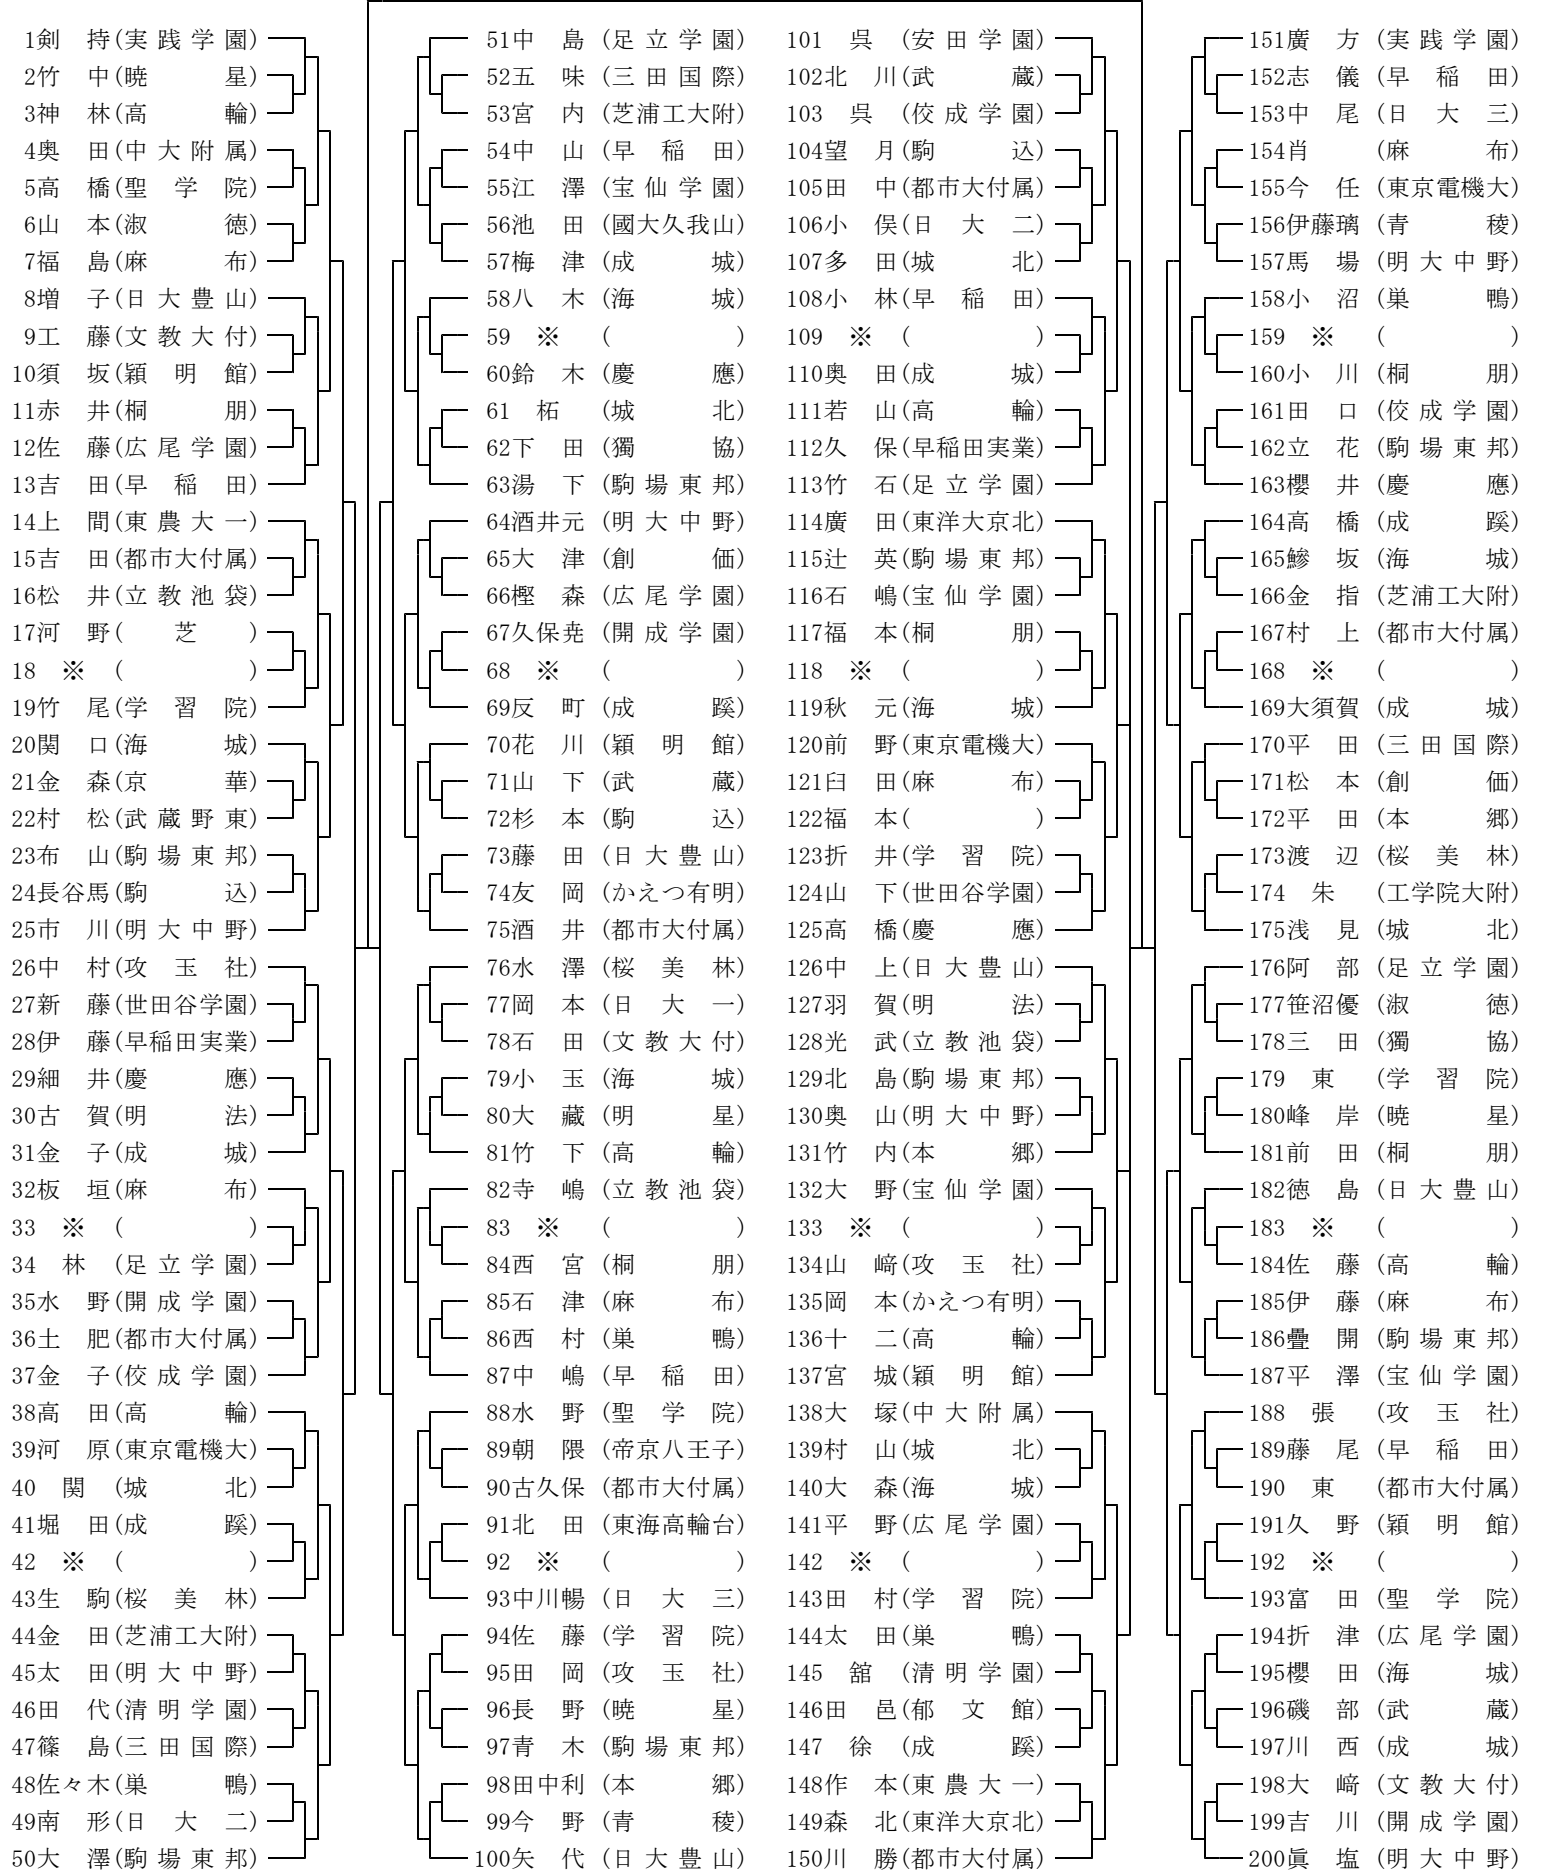 1剣　持(実践学園)
2竹　中(暁　星)
3神　林(高　輪)
4奥　田(中大附属)
5高　橋(聖学院)
6山　本(淑　徳)
7福　島(麻　布)
8増　子(日大豊山)
9工　藤(文教大付)
10須　坂(穎明館)
11赤　井(桐　朋)
12佐　藤(広尾学園)
13吉　田(早稲田)
14上　間(東農大一)
15吉　田(都市大付属)
16松　井(立教池袋)
17河　野(芝)
18　※　(　)
19竹　尾(学習院)
20関　口(海　城)
21金　森(京　華)
22村　松(武蔵野東)
23布　山(駒場東邦)
24長谷馬(駒　込)
25市　川(明大中野)
26中　村(攻玉社)
27新　藤(世田谷学園)
28伊　藤(早稲田実業)
29細　井(慶　應)
30古　賀(明　法)
31金　子(成　城)
32板　垣(麻　布)
33　※　(　)
34　林　(足立学園)
35水　野(開成学園)
36土　肥(都市大付属)
37金　子(佼成学園)
38高　田(高　輪)
39河　原(東京電機大)
40　関　(城　北)
41堀　田(成　蹊)
42　※　(　)
43生　駒(桜美林)
44金　田(芝浦工大附)
45太　田(明大中野)
46田　代(清明学園)
47篠　島(三田国際)
48佐々木(巣　鴨)
49南　形(日大二)
50大　澤(駒場東邦)
51中　島(足立学園)
52五　味(三田国際)
53宮　内(芝浦工大附)
54中　山(早稲田)
55江　澤(宝仙学園)
56池　田(國大久我山)
57梅　津(成　城)
58八　木(海　城)
59　※　(　)
60鈴　木(慶　應)
61　柘　(城　北)
62下　田(獨　協)
63湯　下(駒場東邦)
64酒井元(明大中野)
65大　津(創　価)
66樫　森(広尾学園)
67久保尭(開成学園)
68　※　(　)
69反　町(成　蹊)
70花　川(穎明館)
71山　下(武　蔵)
72杉　本(駒　込)
73藤　田(日大豊山)
74友　岡(かえつ有明)
75酒　井(都市大付属)
76水　澤(桜美林)
77岡　本(日大一)
78石　田(文教大付)
79小　玉(海　城)
80大　藏(明　星)
81竹　下(高　輪)
82寺　嶋(立教池袋)
83　※　(　)
84西　宮(桐　朋)
85石　津(麻　布)
86西　村(巣　鴨)
87中　嶋(早稲田)
88水　野(聖学院)
89朝　隈(帝京八王子)
90古久保(都市大付属)
91北　田(東海高輪台)
92　※　(　)
93中川暢(日大三)
94佐　藤(学習院)
95田　岡(攻玉社)
96長　野(暁　星)
97青　木(駒場東邦)
98田中利(本　郷)
99今　野(青　稜)
100矢　代(日大豊山)
101　呉　(安田学園)
102北　川(武　蔵)
103　呉　(佼成学園)
104望　月(駒　込)
105田　中(都市大付属)
106小　俣(日大二)
107多　田(城　北)
108小　林(早稲田)
109　※　(　)
110奥　田(成　城)
111若　山(高　輪)
112久　保(早稲田実業)
113竹　石(足立学園)
114廣　田(東洋大京北)
115辻　英(駒場東邦)
116石　嶋(宝仙学園)
117福　本(桐　朋)
118　※　(　)
119秋　元(海　城)
120前　野(東京電機大)
121臼　田(麻　布)
122福　本(　)
123折　井(学習院)
124山　下(世田谷学園)
125高　橋(慶　應)
126中　上(日大豊山)
127羽　賀(明　法)
128光　武(立教池袋)
129北　島(駒場東邦)
130奥　山(明大中野)
131竹　内(本　郷)
132大　野(宝仙学園)
133　※　(　)
134山　﨑(攻玉社)
135岡　本(かえつ有明)
136十　二(高　輪)
137宮　城(穎明館)
138大　塚(中大附属)
139村　山(城　北)
140大　森(海　城)
141平　野(広尾学園)
142　※　(　)
143田　村(学習院)
144太　田(巣　鴨)
145　舘　(清明学園)
146田　邑(郁文館)
147　徐　(成　蹊)
148作　本(東農大一)
149森　北(東洋大京北)
150川　勝(都市大付属)
151廣　方(実践学園)
152志　儀(早稲田)
153中　尾(日大三)
154肖　(麻　布)
155今　任(東京電機大)
156伊藤璃(青　稜)
157馬　場(明大中野)
158小　沼(巣　鴨)
159　※　(　)
160小　川(桐　朋)
161田　口(佼成学園)
162立　花(駒場東邦)
163櫻　井(慶　應)
164高　橋(成　蹊)
165鯵　坂(海　城)
166金　指(芝浦工大附)
167村　上(都市大付属)
168　※　(　)
169大須賀(成　城)
170平　田(三田国際)
171松　本(創　価)
172平　田(本　郷)
173渡　辺(桜美林)
174　朱　(工学院大附)
175浅　見(城　北)
176阿　部(足立学園)
177笹沼優(淑　徳)
178三　田(獨　協)
179　東　(学習院)
180峰　岸(暁　星)
181前　田(桐　朋)
182徳　島(日大豊山)
183　※　(　)
184佐　藤(高　輪)
185伊　藤(麻　布)
186疊　開(駒場東邦)
187平　澤(宝仙学園)
188　張　(攻玉社)
189藤　尾(早稲田)
190　東　(都市大付属)
191久　野(穎明館)
192　※　(　)
193富　田(聖学院)
194折　津(広尾学園)
195櫻　田(海　城)
196磯　部(武　蔵)
197川　西(成　城)
198大　﨑(文教大付)
199吉　川(開成学園)
200眞　塩(明大中野)